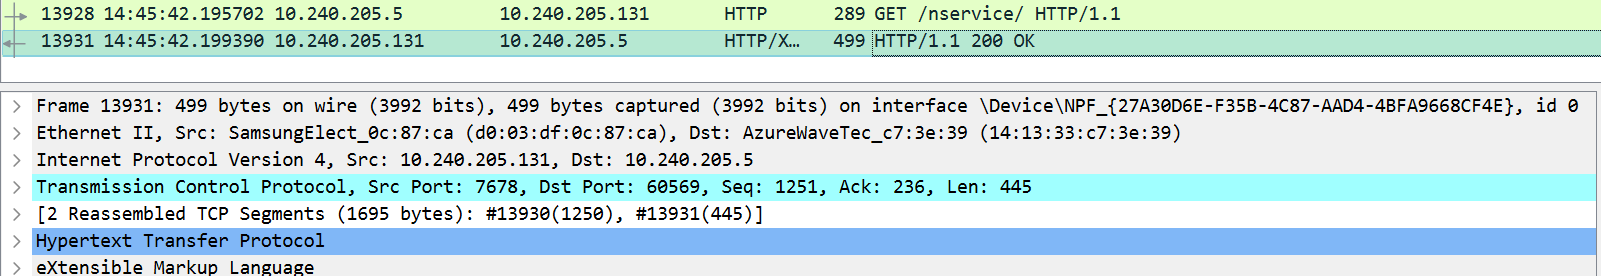 13928 14:45:42.195702 10.240.205.5 10.240.205.131 HTTP 289 GET /nservice/ HTTP/1.1
13931 14:45:42.199390 10.240.205.131 10.240.205.5 HTTP/X… 499 HTTP/1.1 200 OK
Frame 13931: 499 bytes on wire (3992 bits), 499 bytes captured (3992 bits) on interface \Device\NPF_{27A30D6E-F35B-4C87-AAD4-4BFA9668CF4E}, id 0
Ethernet II, Src: SamsungElect_0c:87:ca (d0:03:df:0c:87:ca), Dst: AzureWaveTec_c7:3e:39 (14:13:33:c7:3e:39)
Internet Protocol Version 4, Src: 10.240.205.131, Dst: 10.240.205.5
Transmission Control Protocol, Src Port: 7678, Dst Port: 60569, Seq: 1251, Ack: 236, Len: 445
[2 Reassembled TCP Segments (1695 bytes): #13930(1250), #13931(445)]
Hypertext Transfer Protocol
eXtensible Markup Language